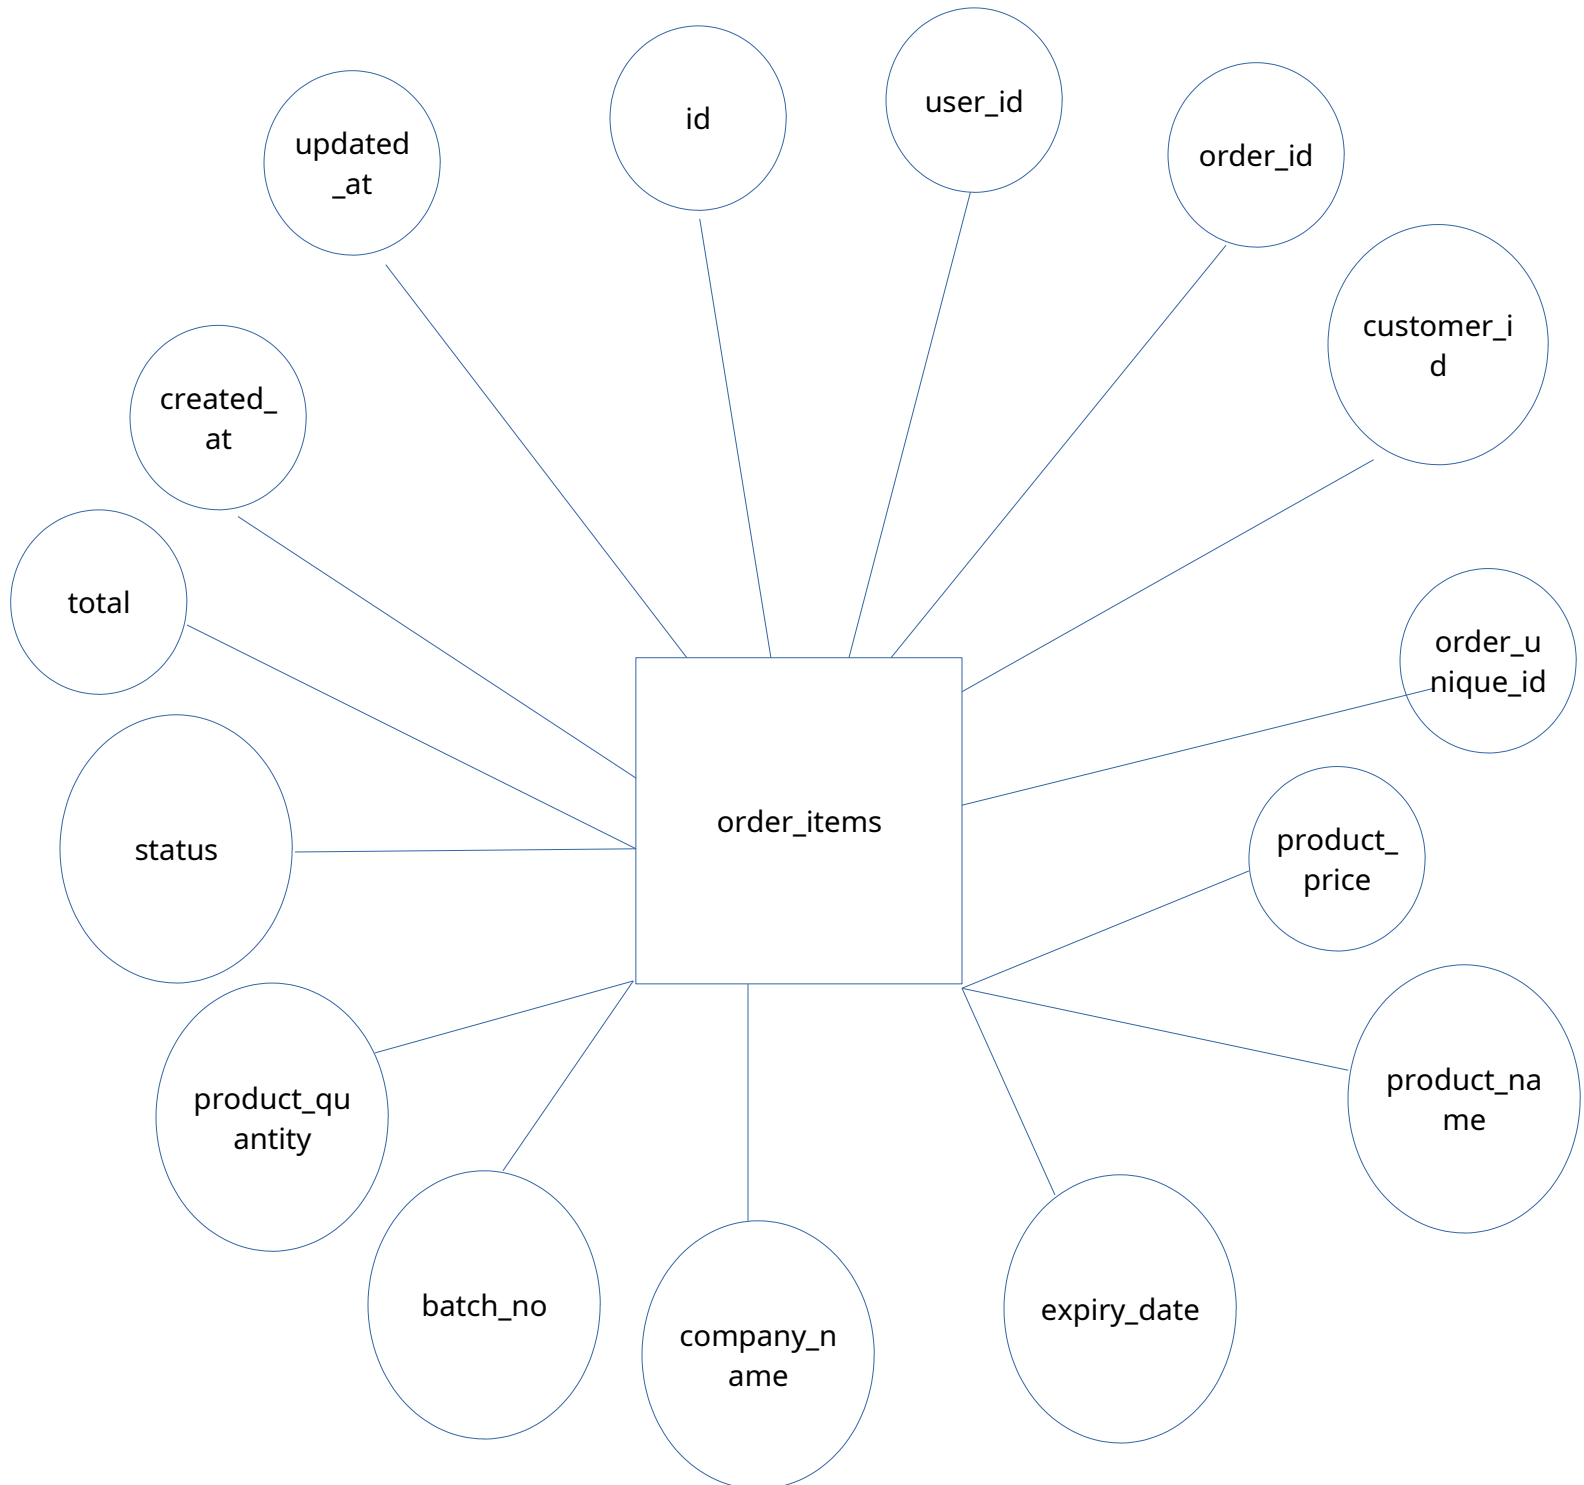 user_id
id
updated
_at
order_id
customer_i
d
created_
at
total
order_u
nique_id
order_items
status
product_
price
product_qu
antity
product_na
me
batch_no
expiry_date
company_n
ame